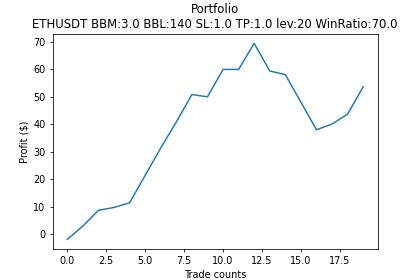 Portfolio
ETHUSDT BBM:3.0 BBL:140 SL:1.0 TP:1.0 lev:20 WinRatio:70.0
Profit ($)
70
60
50
40
30
20
10
0
0.0 2.5 5.0 7.5 10.0 12.5 15.0 17.5
Trade counts